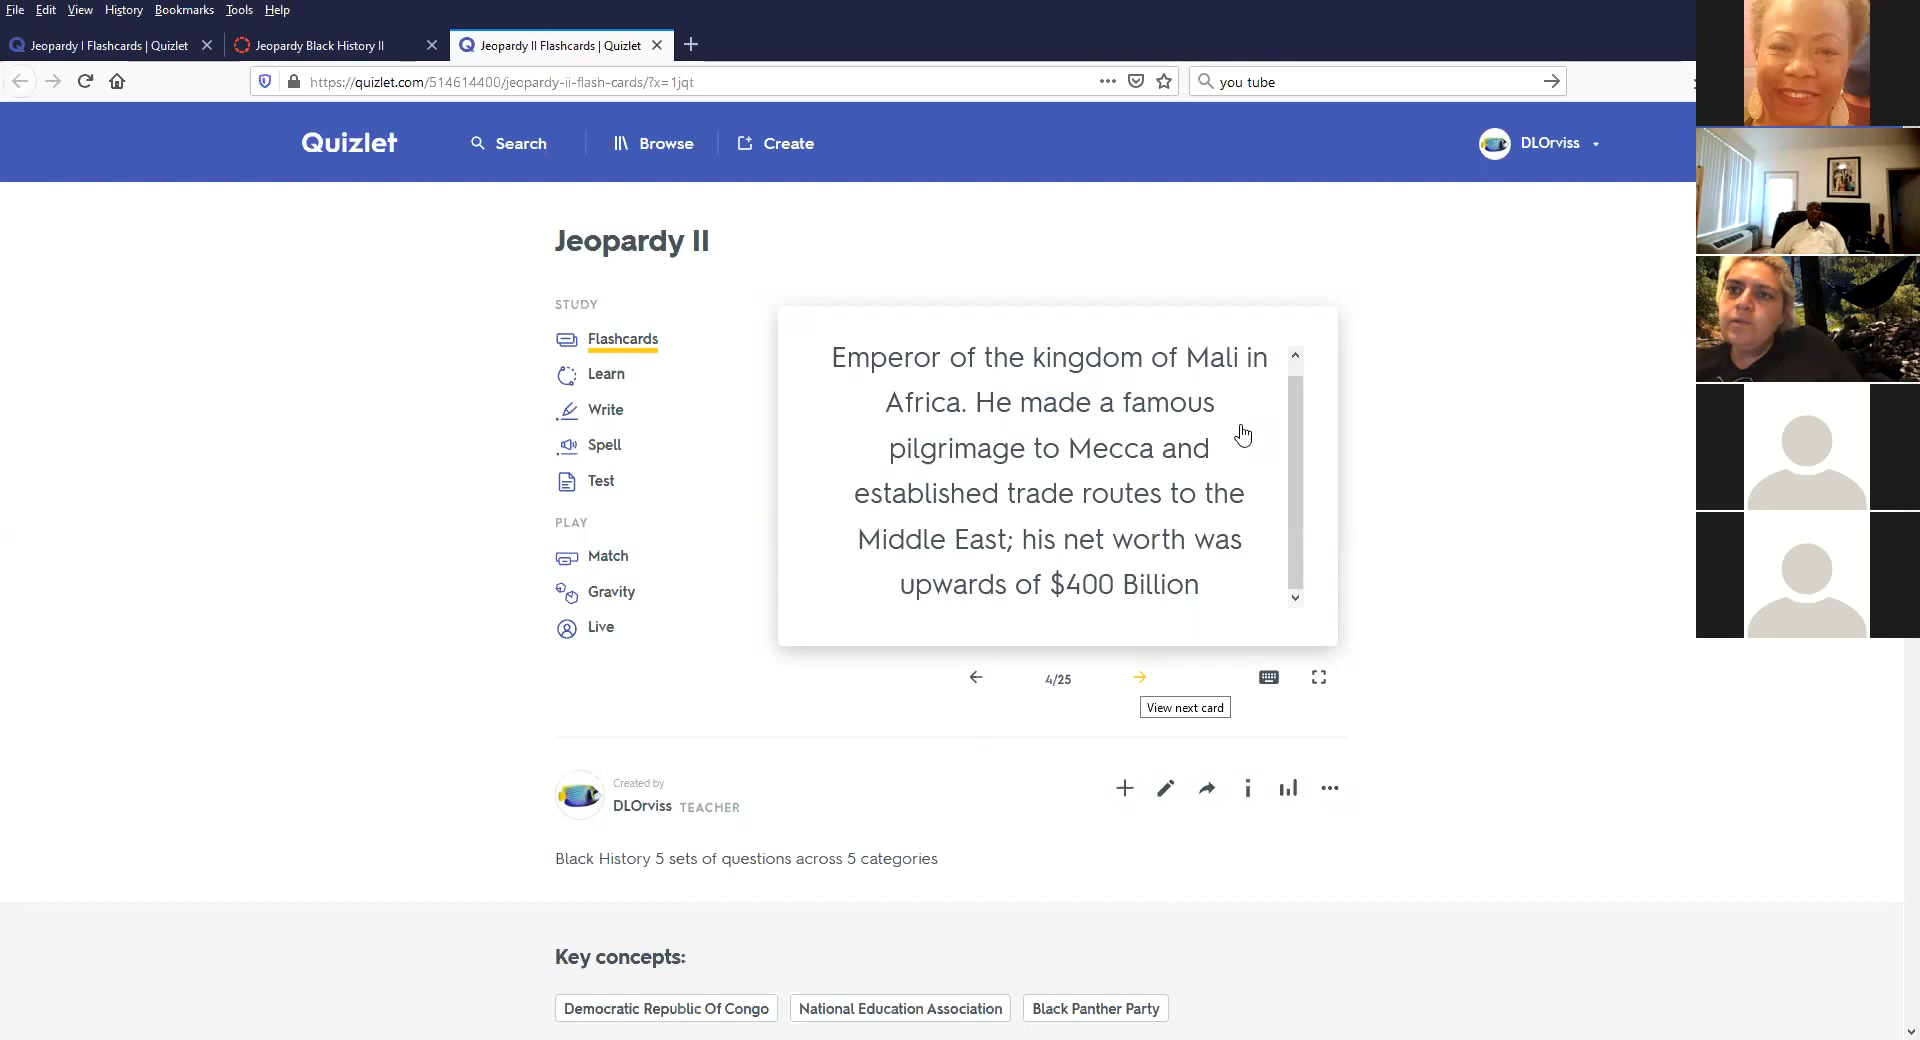 File Edit View History Bookmarks Tools Help
Jeopardy I Flashcards | Quizlet
Jeopardy Black History II
Jeopardy II Flashcards | Quizlet
https://quizlet.com/514614400/jeopardy-ii-flash-cards/?x=1jqt
you tube
Quizlet
Search
Browse
Create
DLOrviss
Jeopardy II
STUDY
Flashcards
Learn
Write
Spell
Test
PLAY
Match
Gravity
Live
Emperor of the kingdom of Mali in
Africa. He made a famous
pilgrimage to Mecca and
established trade routes to the
Middle East; his net worth was
upwards of $400 Billion
4/25
View next card
Created by
DLOrviss TEACHER
Black History 5 sets of questions across 5 categories
Key concepts:
Democratic Republic Of Congo
National Education Association
Black Panther Party